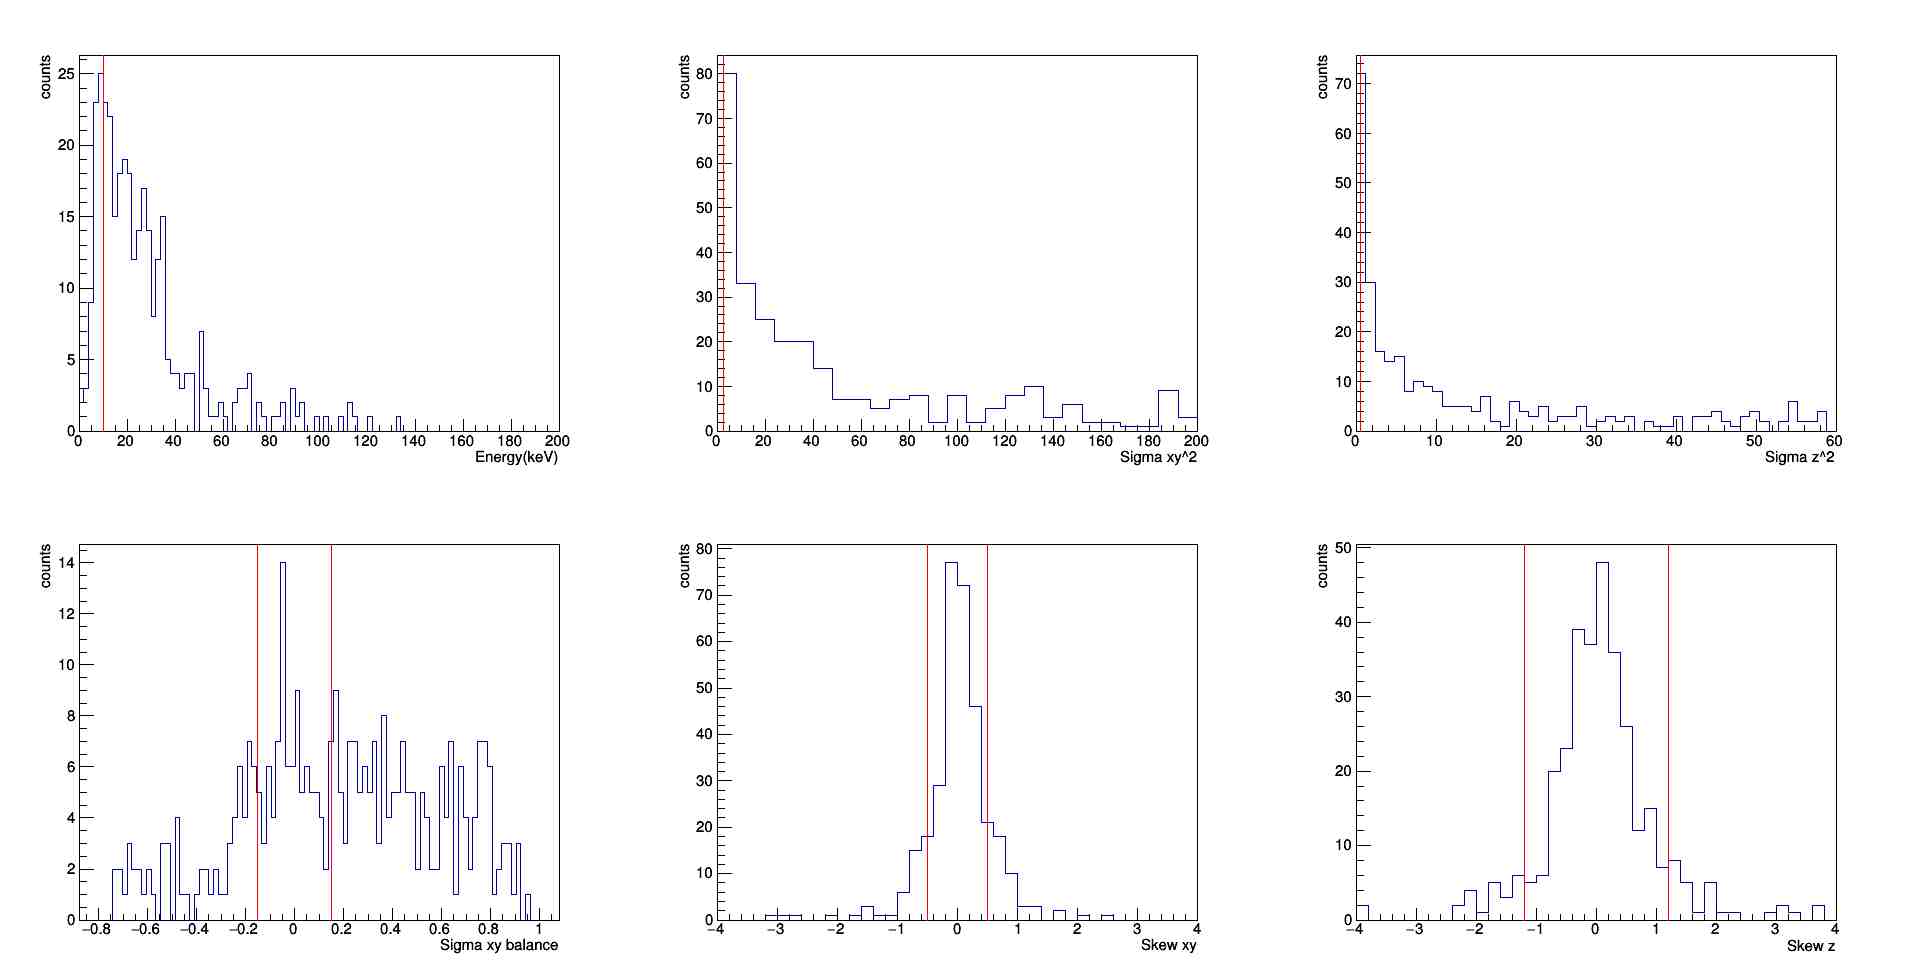 counts
25
20
15
10
5
0
0 20 40 60 80 100 120 140 160 180 200
Energy(keV)
counts
80
70
60
50
40
30
20
10
0
0 20 40 60 80 100 120 140 160 180 200
Sigma xy^2
counts
70
60
50
40
30
20
10
0
0 10 20 30 40 50 60
Sigma z^2
counts
14
12
10
8
6
4
2
0
−0.8 −0.6 −0.4 −0.2 0 0.2 0.4 0.6 0.8 1
Sigma xy balance
counts
80
70
60
50
40
30
20
10
0
−4 −3 −2 −1 0 1 2 3 4
Skew xy
counts
50
40
30
20
10
0
−4 −3 −2 −1 0 1 2 3 4
Skew z